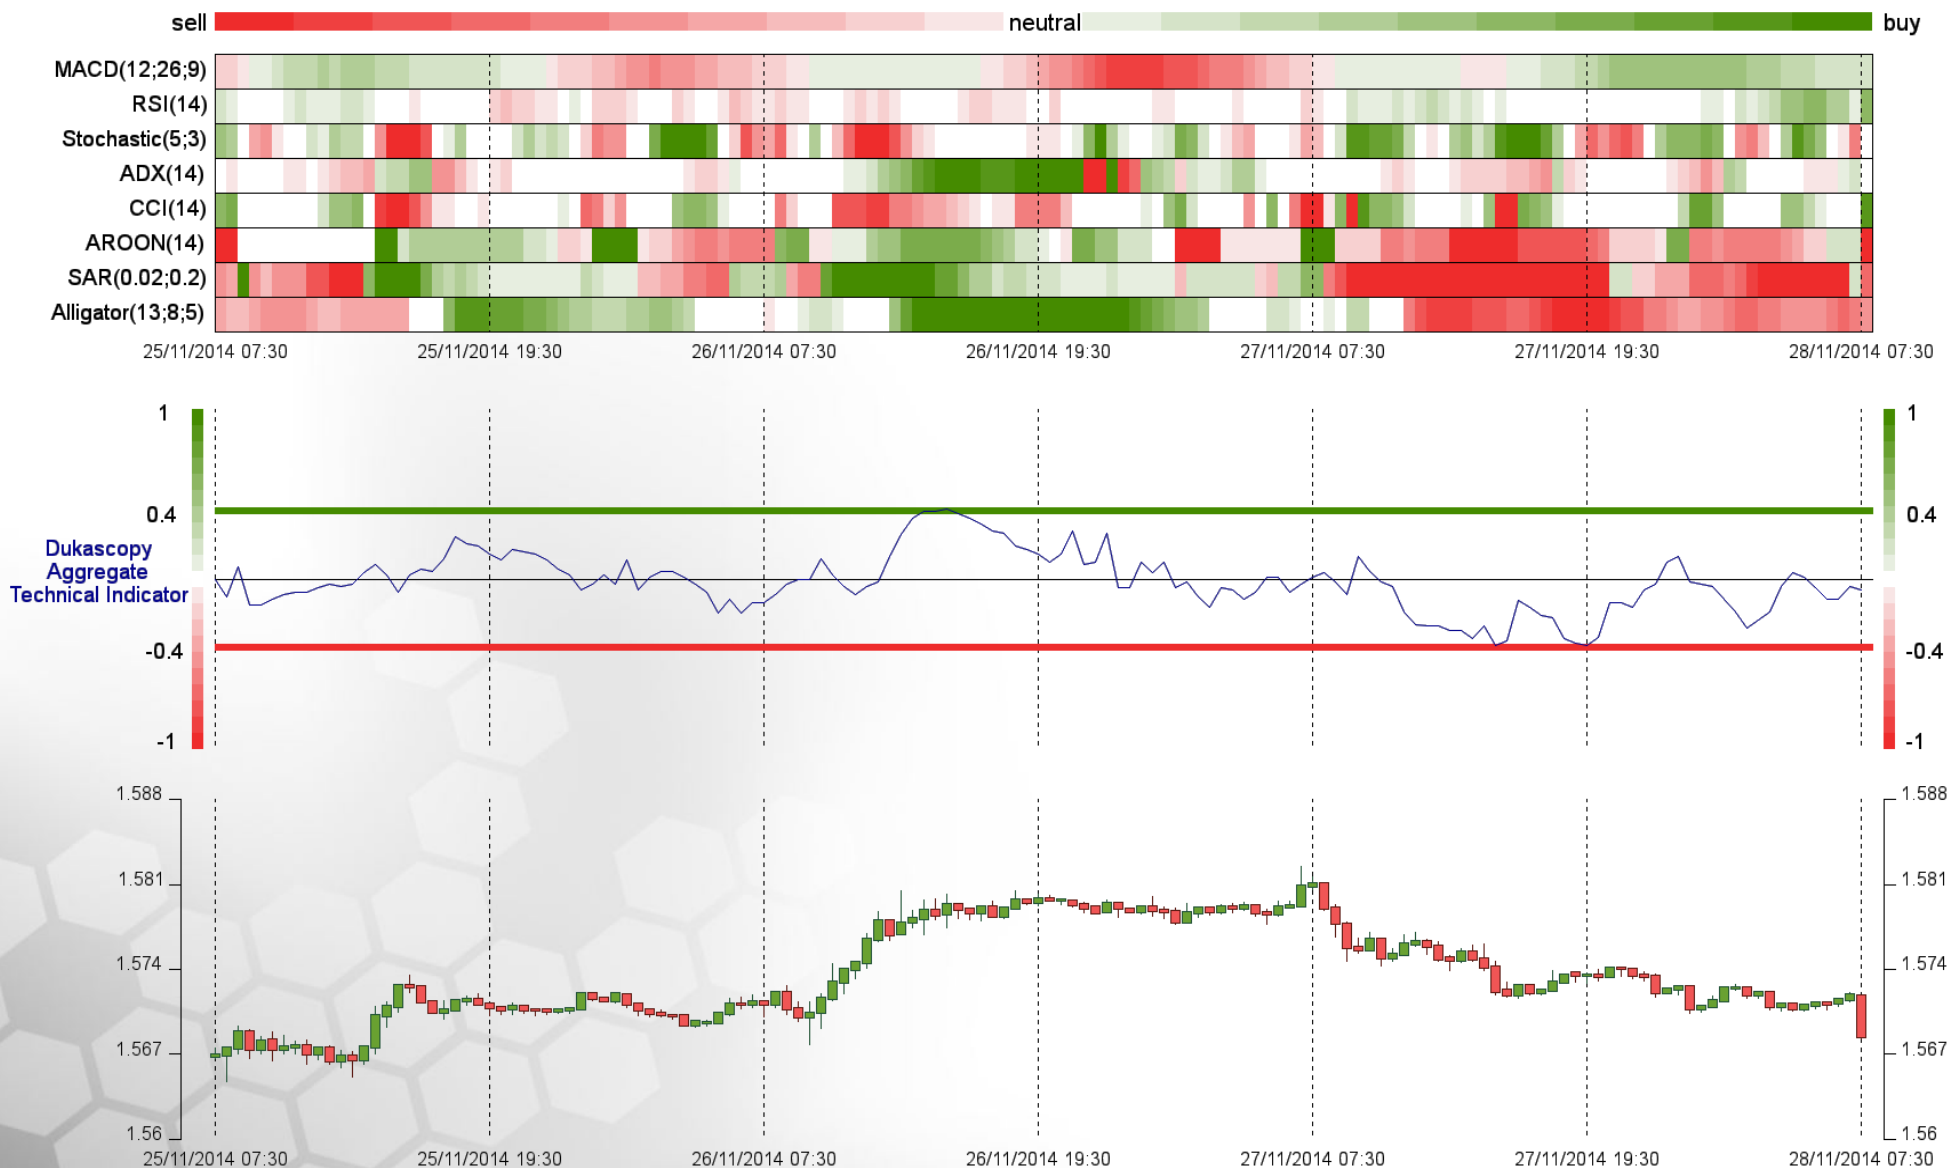 sell neutral buy
MACD(12;26;9)
RSI(14)
Stochastic(5;3)
ADX(14)
CCI(14)
AROON(14)
SAR(0.02;0.2)
Alligator(13;8;5)
25/11/2014 07:30 25/11/2014 19:30 26/11/2014 07:30 26/11/2014 19:30 27/11/2014 07:30 27/11/2014 19:30 28/11/2014 07:30
1 1
0.4 0.4
Dukascopy
Aggregate
Technical Indicator
-0.4 -0.4
-1 -1
1.588 1.588
1.581 1.581
1.574 1.574
1.567 1.567
1.56 1.56
25/11/2014 07:30 25/11/2014 19:30 26/11/2014 07:30 26/11/2014 19:30 27/11/2014 07:30 27/11/2014 19:30 28/11/2014 07:30